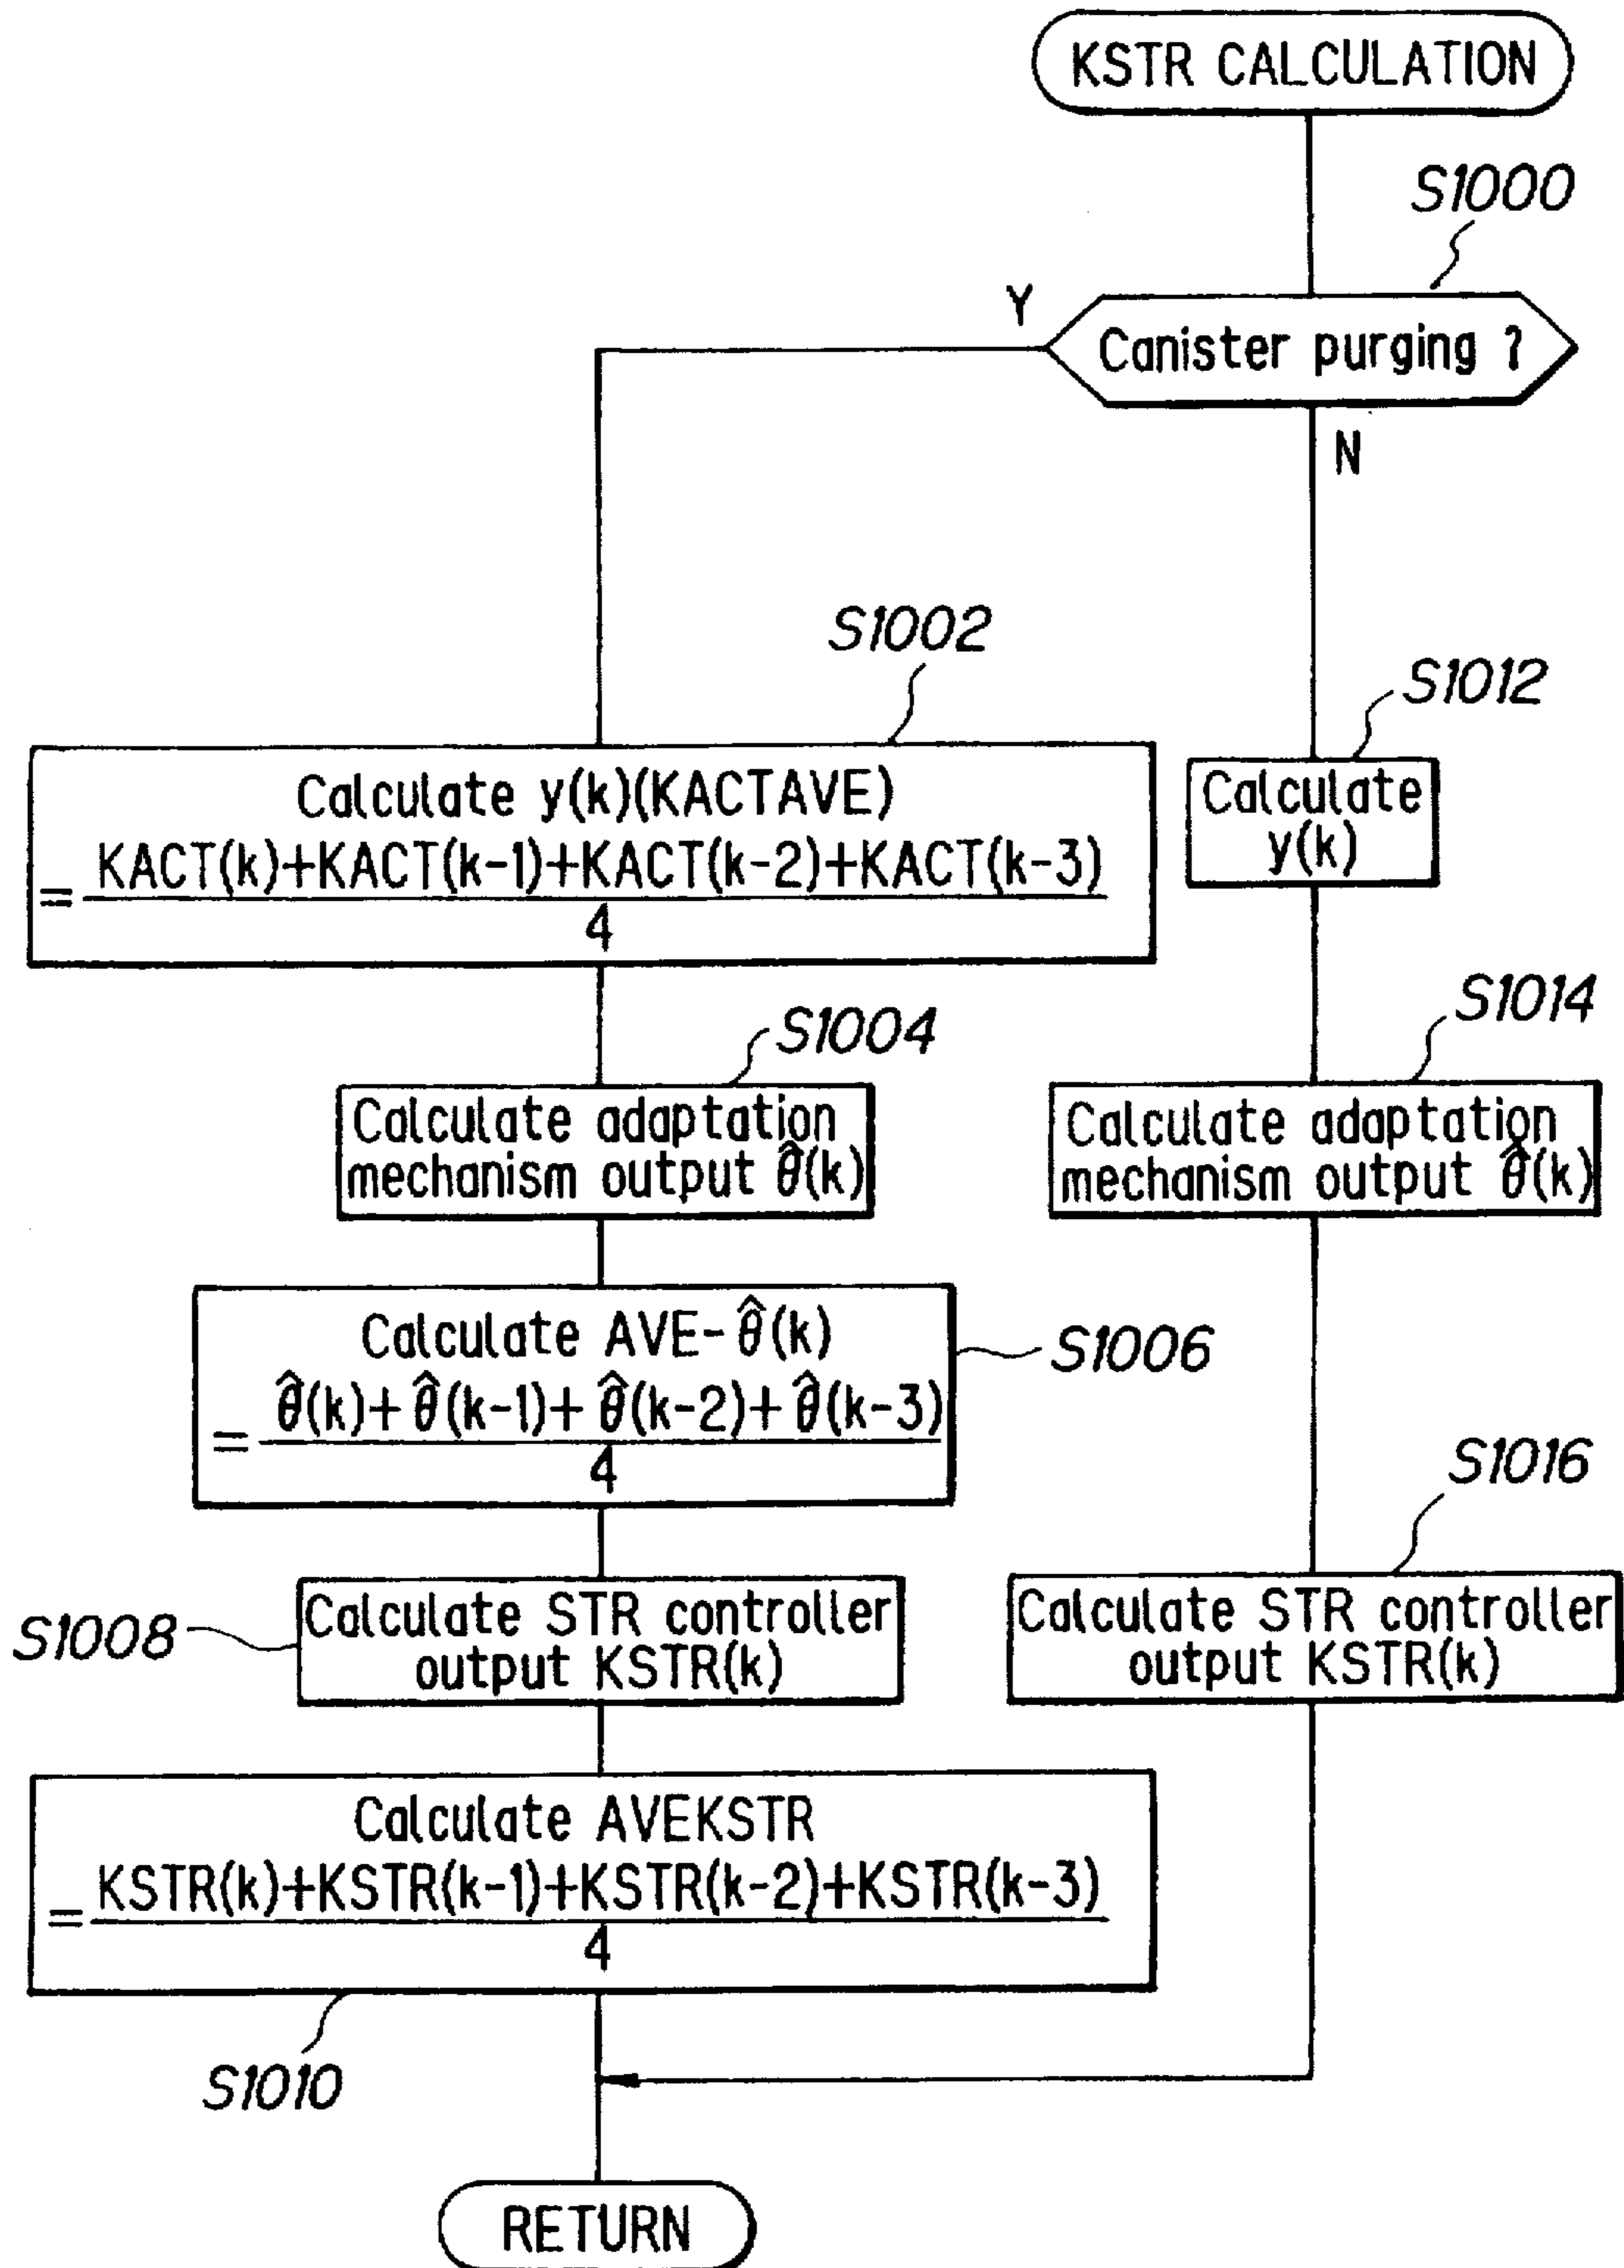 KSTR CALCULATION
S1000
Canister purging ?
Y
N
S1002
Calculate y(k)(KACTAVE)
= KACT(k)+KACT(k-1)+KACT(k-2)+KACT(k-3)
4
S1004
Calculate adaptation
mechanism output θ̂(k)
S1006
Calculate AVE-θ̂(k)
= θ̂(k)+θ̂(k-1)+θ̂(k-2)+θ̂(k-3)
4
S1008
Calculate STR controller
output KSTR(k)
Calculate AVEKSTR
= KSTR(k)+KSTR(k-1)+KSTR(k-2)+KSTR(k-3)
4
S1010
S1012
Calculate
y(k)
S1014
Calculate adaptation
mechanism output θ̂(k)
S1016
Calculate STR controller
output KSTR(k)
RETURN